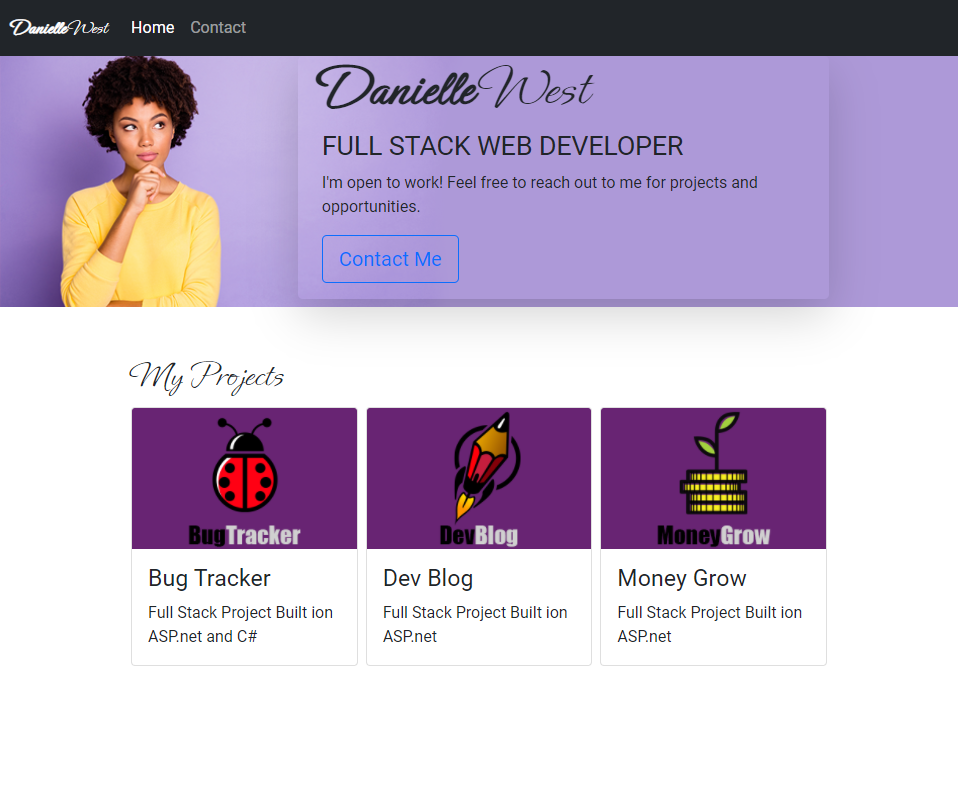 DanielleWest Home Contact
DanielleWest
FULL STACK WEB DEVELOPER
I'm open to work! Feel free to reach out to me for projects and
opportunities.
Contact Me
My Projects
BugTracker
DevBlog
MoneyGrow
Bug Tracker
Full Stack Project Built ion
ASP.net and C#
Dev Blog
Full Stack Project Built ion
ASP.net
Money Grow
Full Stack Project Built ion
ASP.net